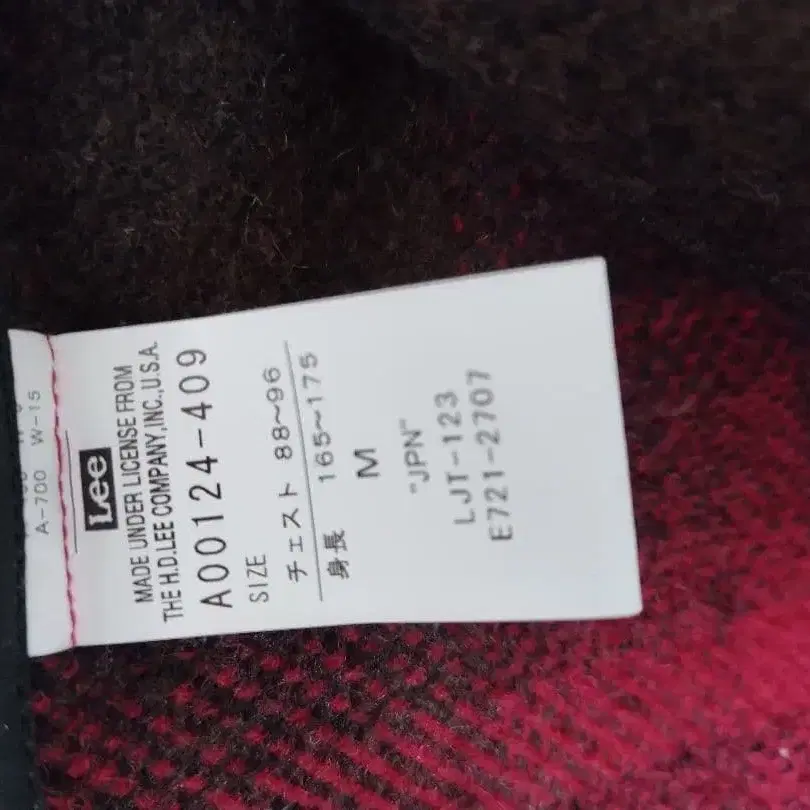 A-700 W-15
Lee
MADE UNDER LICENSE FROM
THE H.D.LEE COMPANY,INC.,U.S.A.
A00124-409
SIZE
チェスト 88~96
身長 165~175
M
"JPN"
LJT-123
E721-2707